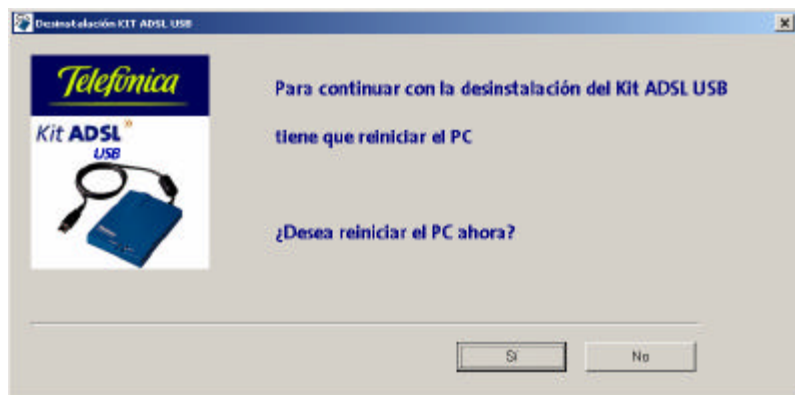 Desinstalación KIT ADSL USB
Telefónica
Kit ADSL
USB
Para continuar con la desinstalación del Kit ADSL USB
tiene que reiniciar el PC
¿Desea reiniciar el PC ahora?
Sí
No